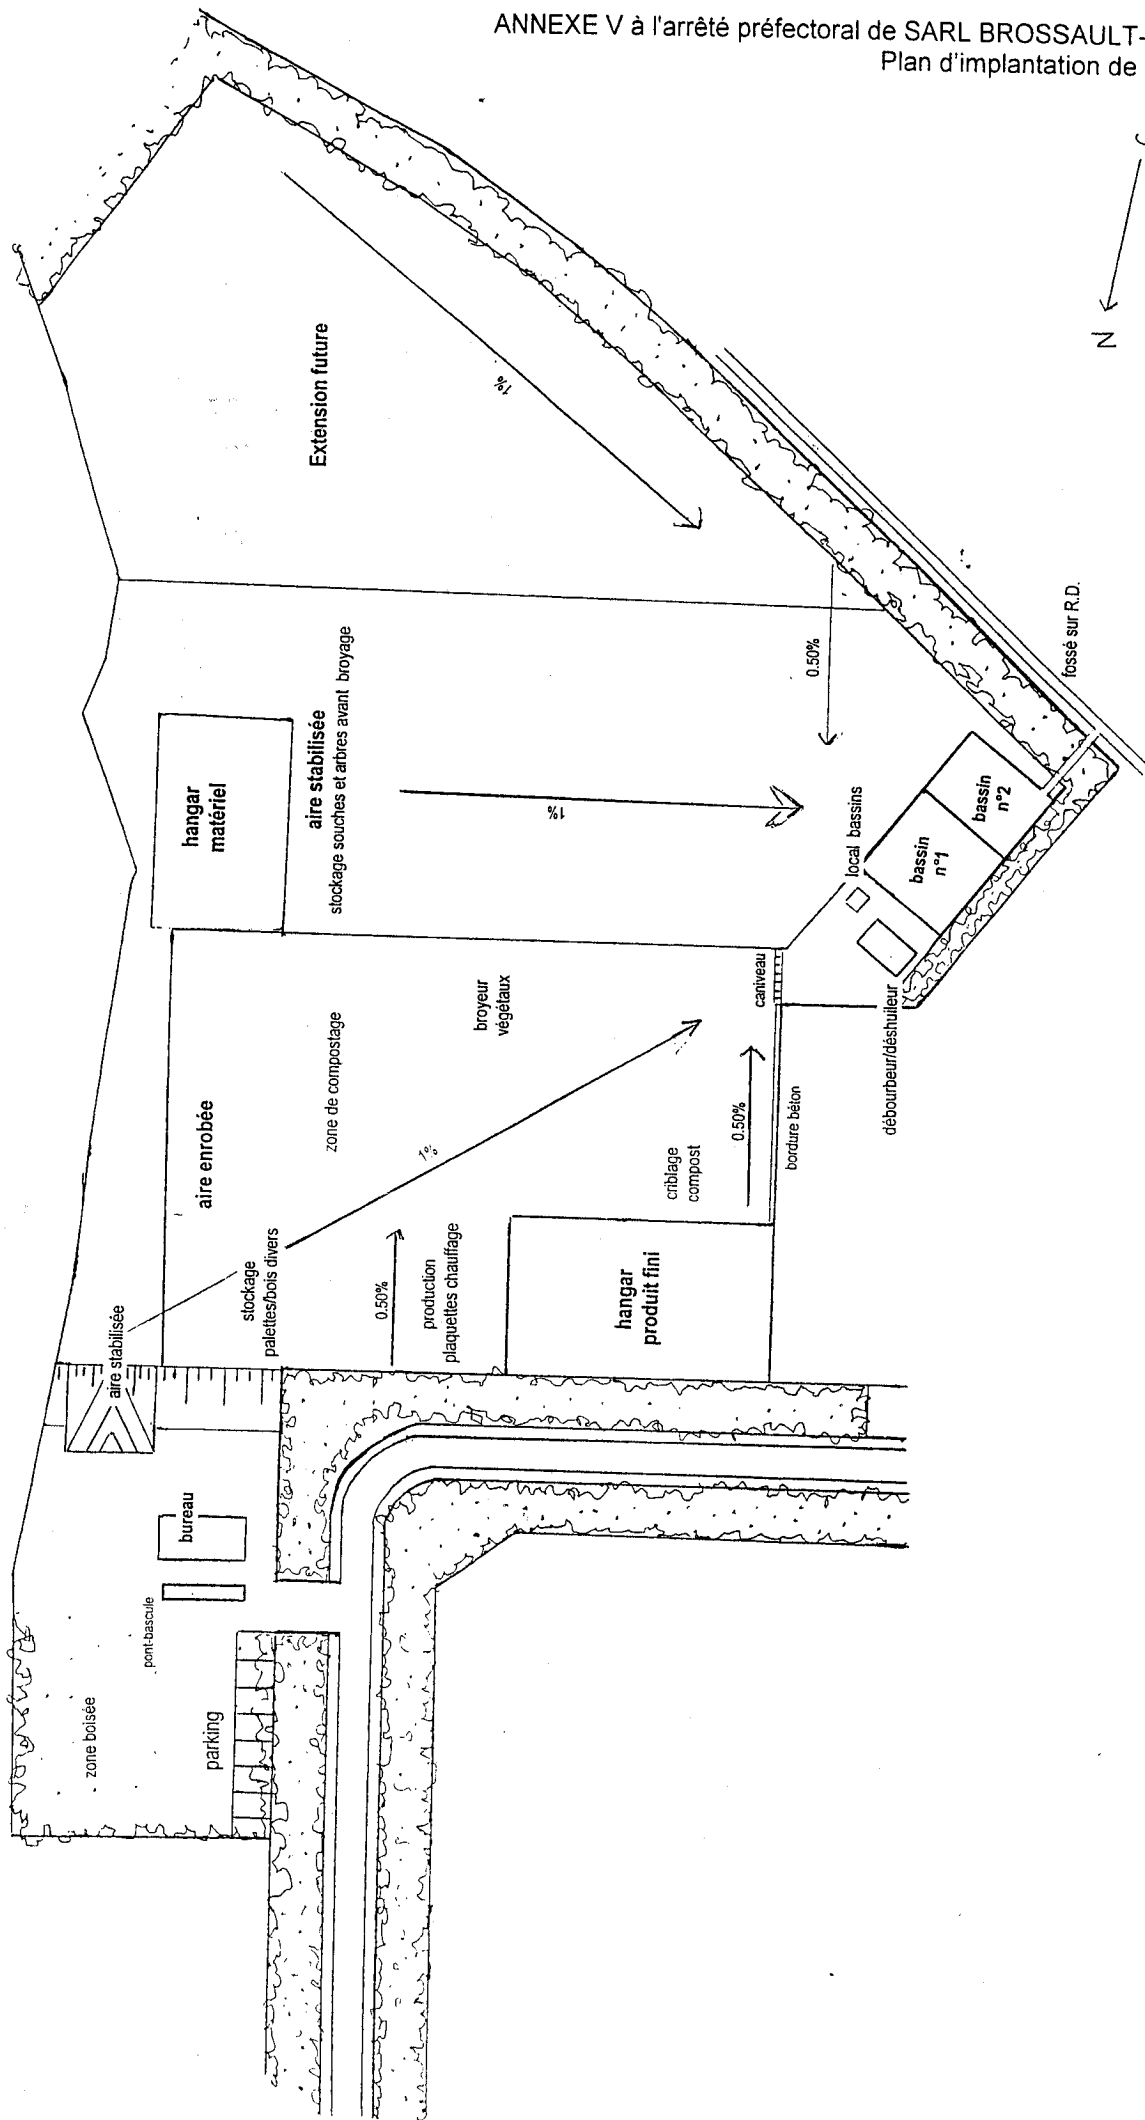 ANNEXE V à l'arrêté préfectoral de SARL BROSSAULT-
Plan d'implantation de
N
Extension future
1%
fossé sur R.D.
0.50%
hangar
matériel
aire stabilisée
stockage souches et arbres avant broyage
1%
local bassins
bassin
n°1
bassin
n°2
caniveau
débourbeur/déshuileur
broyeur
végétaux
zone de compostage
aire enrobée
1%
0.50%
bordure béton
criblage
compost
stockage
palettes/bois divers
0.50%
production
plaquettes chauffage
hangar
produit fini
aire stabilisée
bureau
pont-bascule
zone boisée
parking